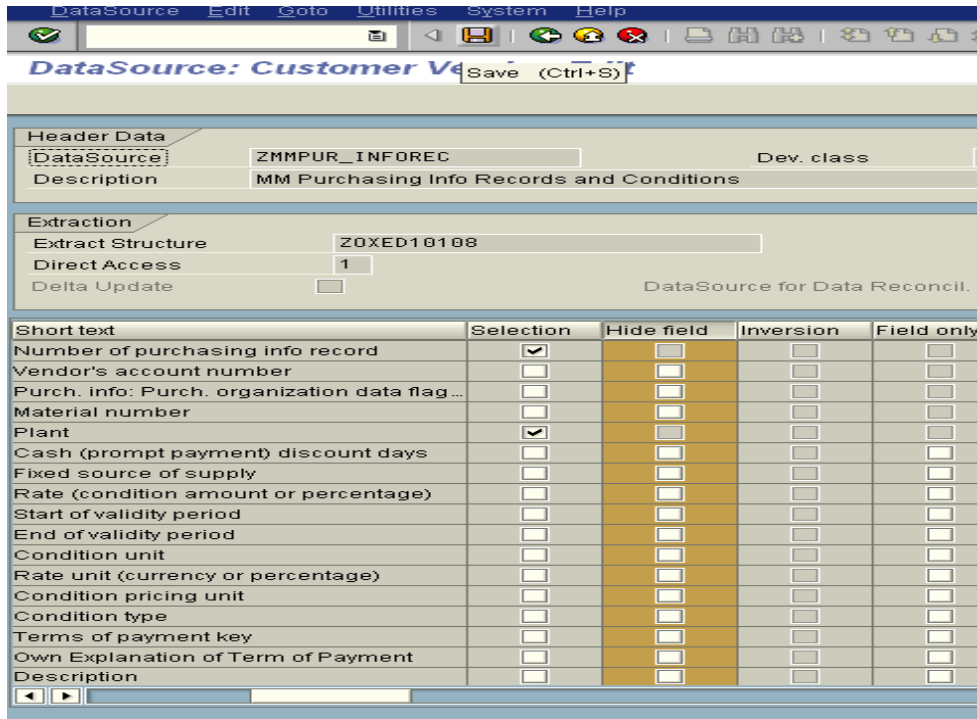 DataSource Edit Goto Utilities System Help
DataSource: Customer Ve
Save (Ctrl+S)
Header Data
DataSource ZMMPUR_INFOREC Dev. class
Description MM Purchasing Info Records and Conditions
Extraction
Extract Structure ZOXED10108
Direct Access 1
Delta Update DataSource for Data Reconcil.
Short text Selection Hide field Inversion Field only
Number of purchasing info record
Vendor's account number
Purch. info: Purch. organization data flag...
Material number
Plant
Cash (prompt payment) discount days
Fixed source of supply
Rate (condition amount or percentage)
Start of validity period
End of validity period
Condition unit
Rate unit (currency or percentage)
Condition pricing unit
Condition type
Terms of payment key
Own Explanation of Term of Payment
Description